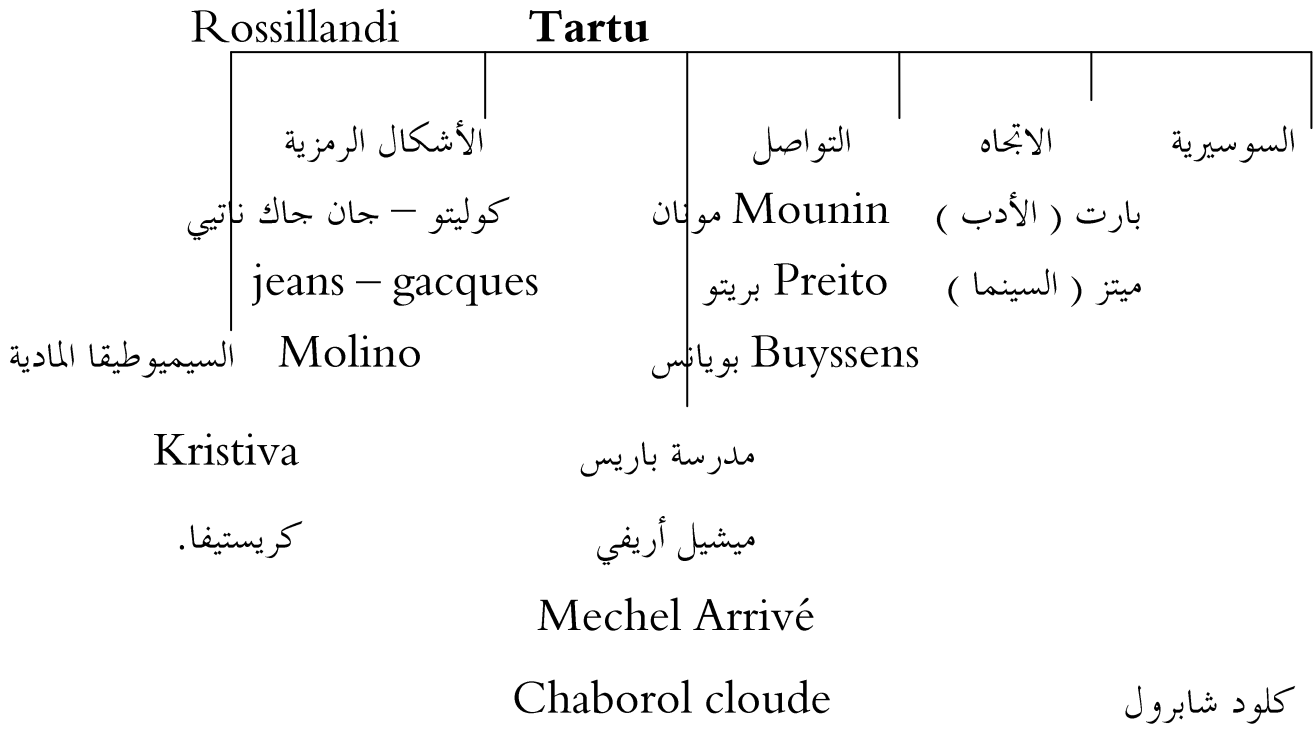 Rossillandi Tartu
السوسيرية الاتجاه التواصل الأشكال الرمزية
بارت ( الأدب ) Mounin مونان كوليتو – جان جاك ناتيي
ميتز ( السينما ) Preito بريتو jeans – gacques
Buyssens بويانس Molino السيميوطيقا المادية
مدرسة باريس Kristiva
ميشيل أريفي كريستيفا.
Mechel Arrivé
كلود شابرول Chaborol cloude